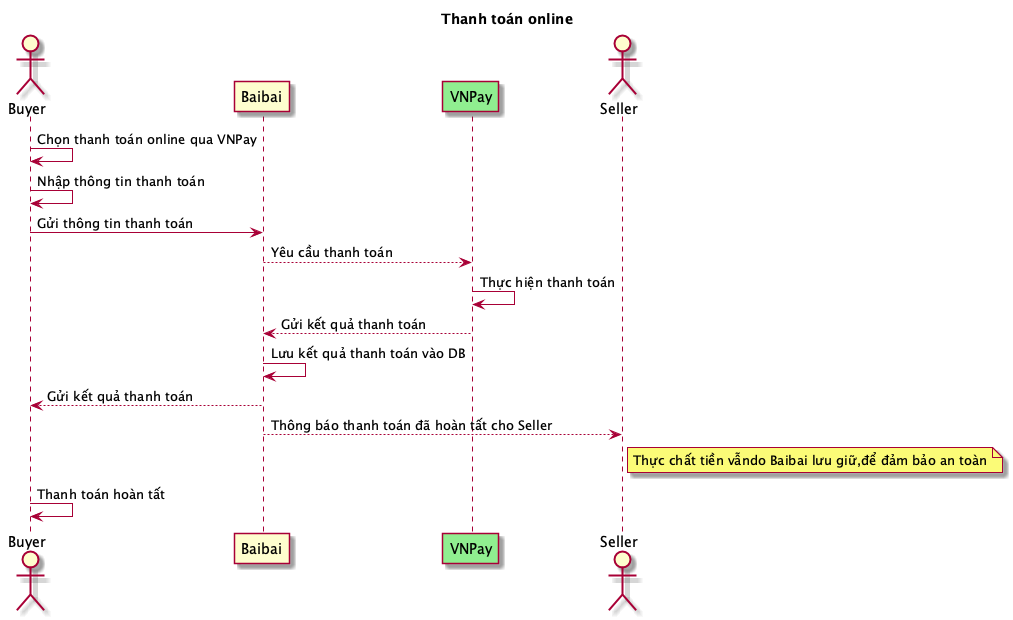 Thanh toán online
Buyer
Baibai
VNPay
Seller
Chọn thanh toán online qua VNPay
Nhập thông tin thanh toán
Gửi thông tin thanh toán
Yêu cầu thanh toán
Thực hiện thanh toán
Gửi kết quả thanh toán
Lưu kết quả thanh toán vào DB
Gửi kết quả thanh toán
Thông báo thanh toán đã hoàn tất cho Seller
Thực chất tiền vẫndo Baibai lưu giữ,để đảm bảo an toàn
Thanh toán hoàn tất
Buyer
Baibai
VNPay
Seller